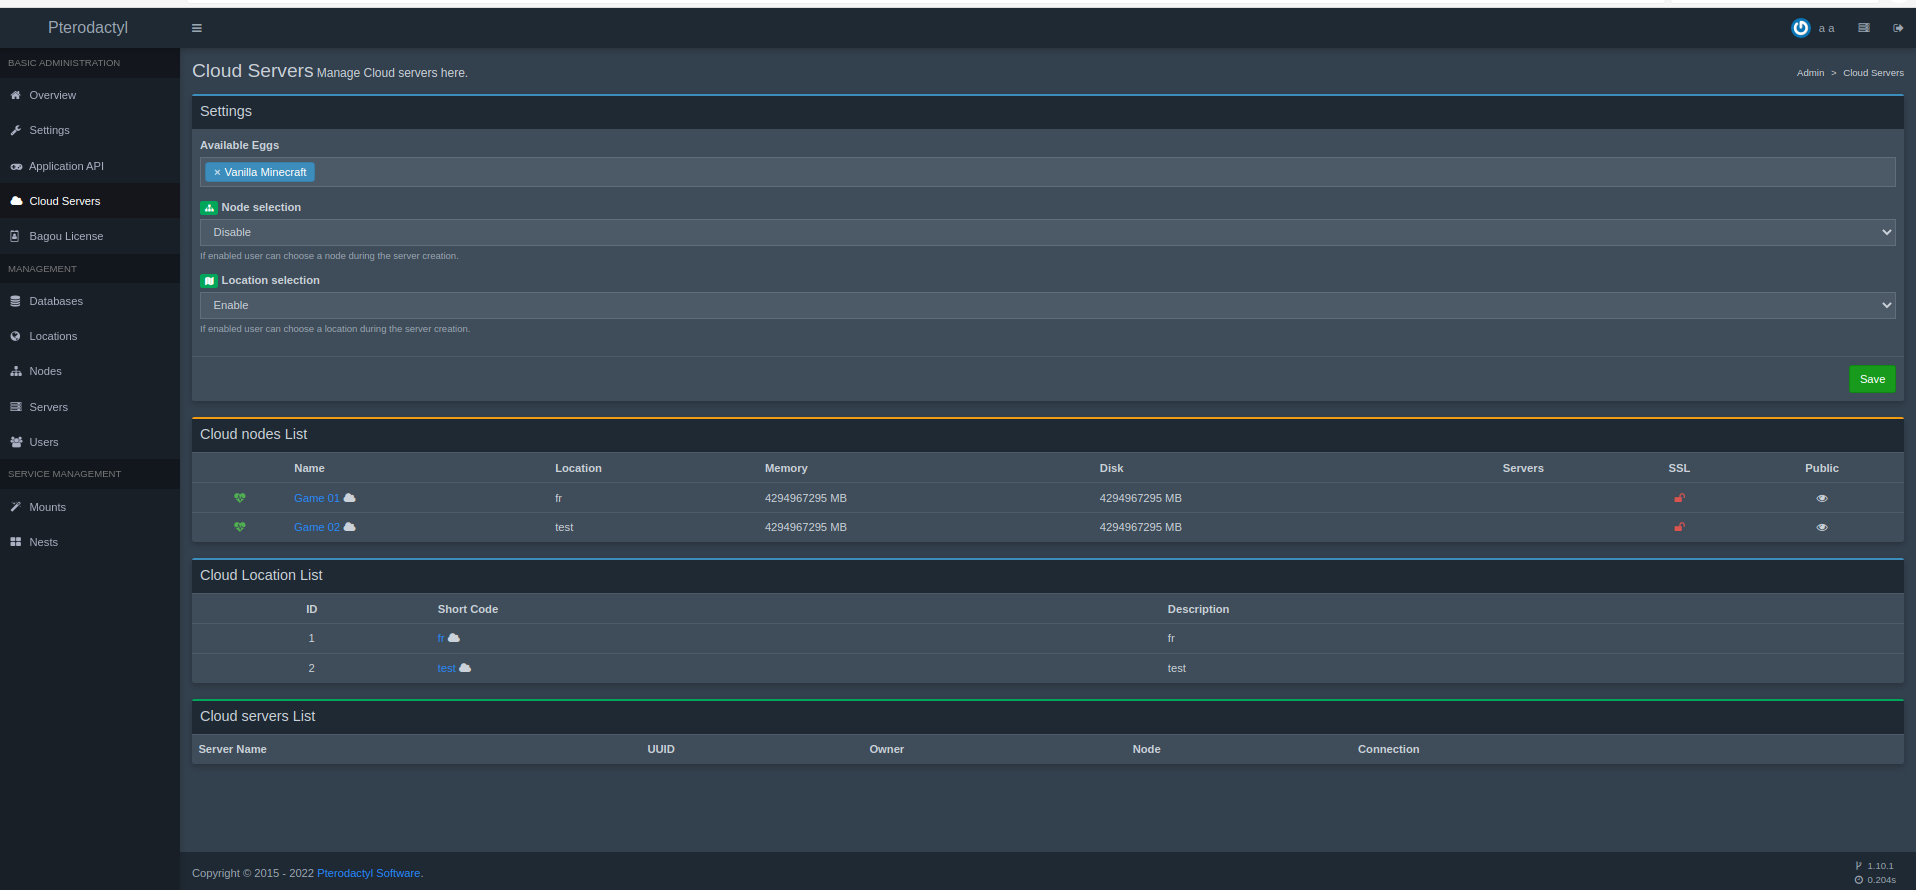 Pterodactyl
a a
BASIC ADMINISTRATION
Overview
Settings
Application API
Cloud Servers
Bagou License
MANAGEMENT
Databases
Locations
Nodes
Servers
Users
SERVICE MANAGEMENT
Mounts
Nests
Cloud Servers Manage Cloud servers here.
Admin > Cloud Servers
Settings
Available Eggs
× Vanilla Minecraft
Node selection
Disable
If enabled user can choose a node during the server creation.
Location selection
Enable
If enabled user can choose a location during the server creation.
Save
Cloud nodes List
Name Location Memory Disk Servers SSL Public
Game 01 fr 4294967295 MB 4294967295 MB
Game 02 test 4294967295 MB 4294967295 MB
Cloud Location List
ID Short Code Description
1 fr fr
2 test test
Cloud servers List
Server Name UUID Owner Node Connection
Copyright © 2015 - 2022 Pterodactyl Software.
1.10.1
0.204s